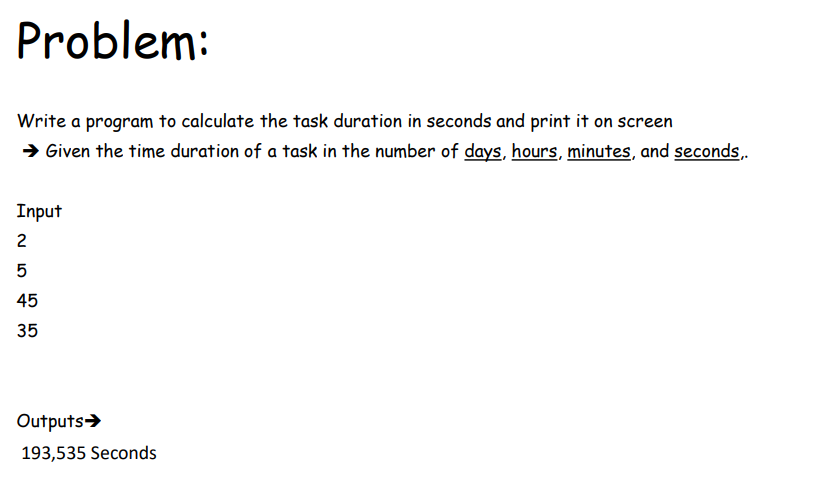 Problem:
Write a program to calculate the task duration in seconds and print it on screen
➔ Given the time duration of a task in the number of days, hours, minutes, and seconds,.
Input
2
5
45
35
Outputs➔
193,535 Seconds